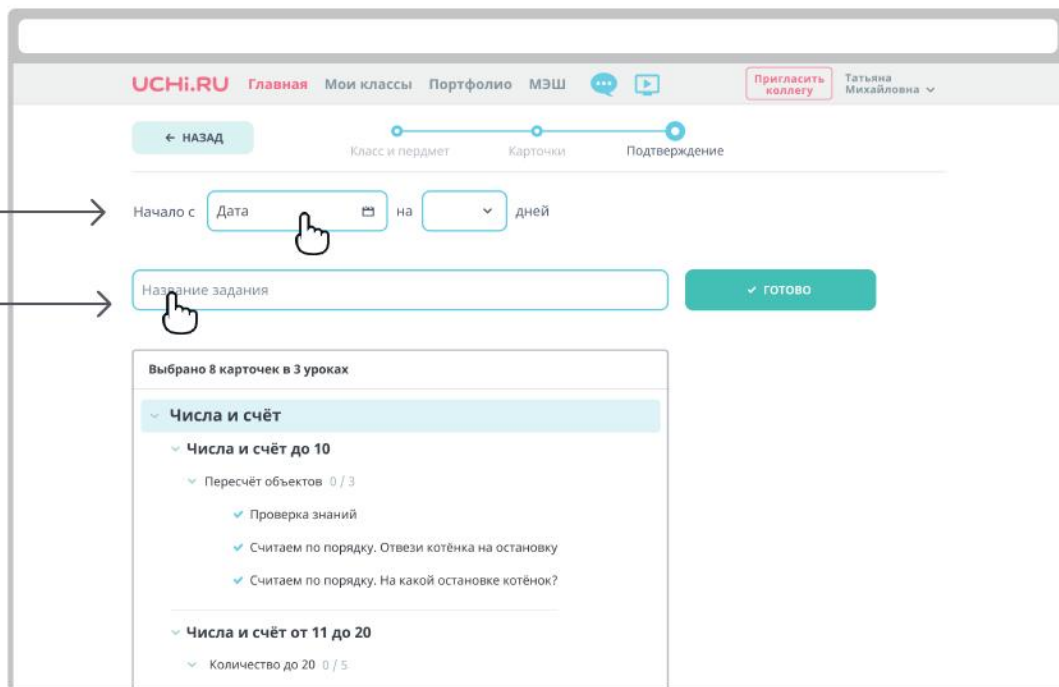 UCHi.RU Главная Мои классы Портфолио МЭШ Пригласить коллегу Татьяна Михайловна
← НАЗАД
Класс и пердмет Карточки Подтверждение
Начало с Дата на дней
Название задания
✓ ГОТОВО
Выбрано 8 карточек в 3 уроках
Числа и счёт
Числа и счёт до 10
Пересчёт объектов 0 / 3
✓ Проверка знаний
✓ Считаем по порядку. Отвези котёнка на остановку
✓ Считаем по порядку. На какой остановке котёнок?
Числа и счёт от 11 до 20
Количество до 20 0 / 5